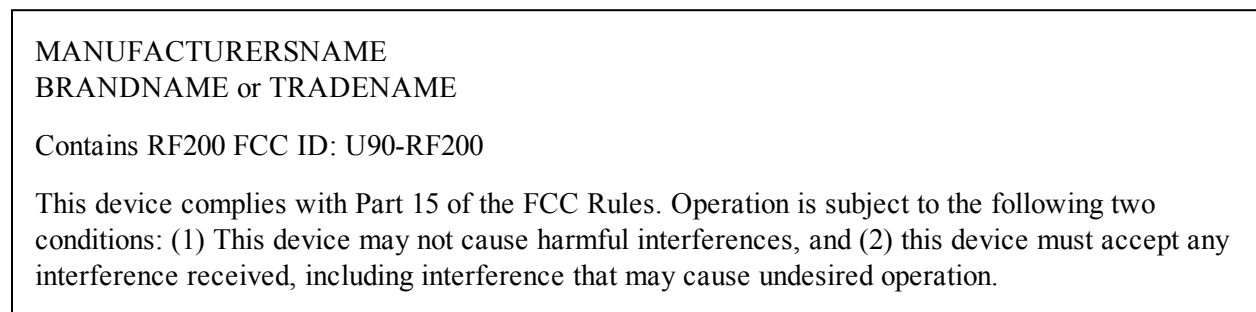 MANUFACTURERSNAME
BRANDNAME or TRADENAME
Contains RF200 FCC ID: U90-RF200
This device complies with Part 15 of the FCC Rules. Operation is subject to the following two
conditions: (1) This device may not cause harmful interferences, and (2) this device must accept any
interference received, including interference that may cause undesired operation.